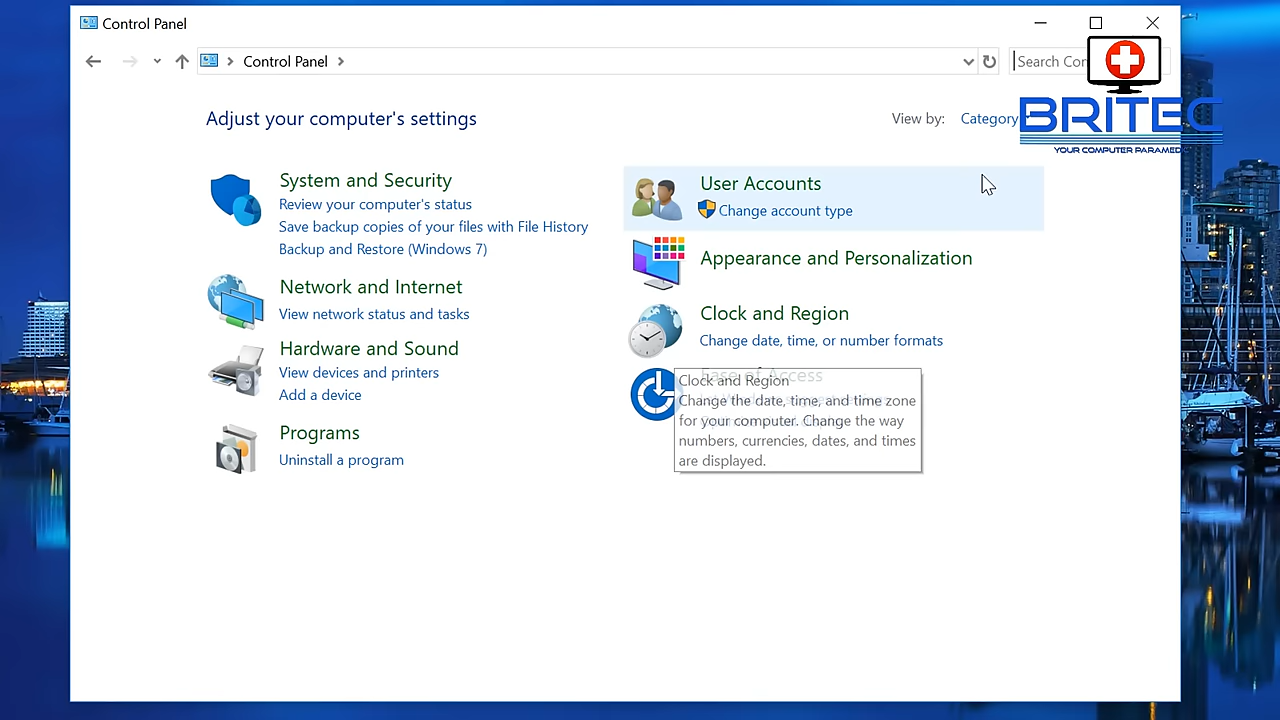 Control Panel
Control Panel
Search Con
Adjust your computer's settings
View by:
Category
BRITEC
YOUR COMPUTER PARAMEDIC
System and Security
Review your computer's status
Save backup copies of your files with File History
Backup and Restore (Windows 7)
Network and Internet
View network status and tasks
Hardware and Sound
View devices and printers
Add a device
Programs
Uninstall a program
User Accounts
Change account type
Appearance and Personalization
Clock and Region
Change date, time, or number formats
Ease of Access
Clock and Region
Change the date, time, and time zone
for your computer. Change the way
numbers, currencies, dates, and times
are displayed.